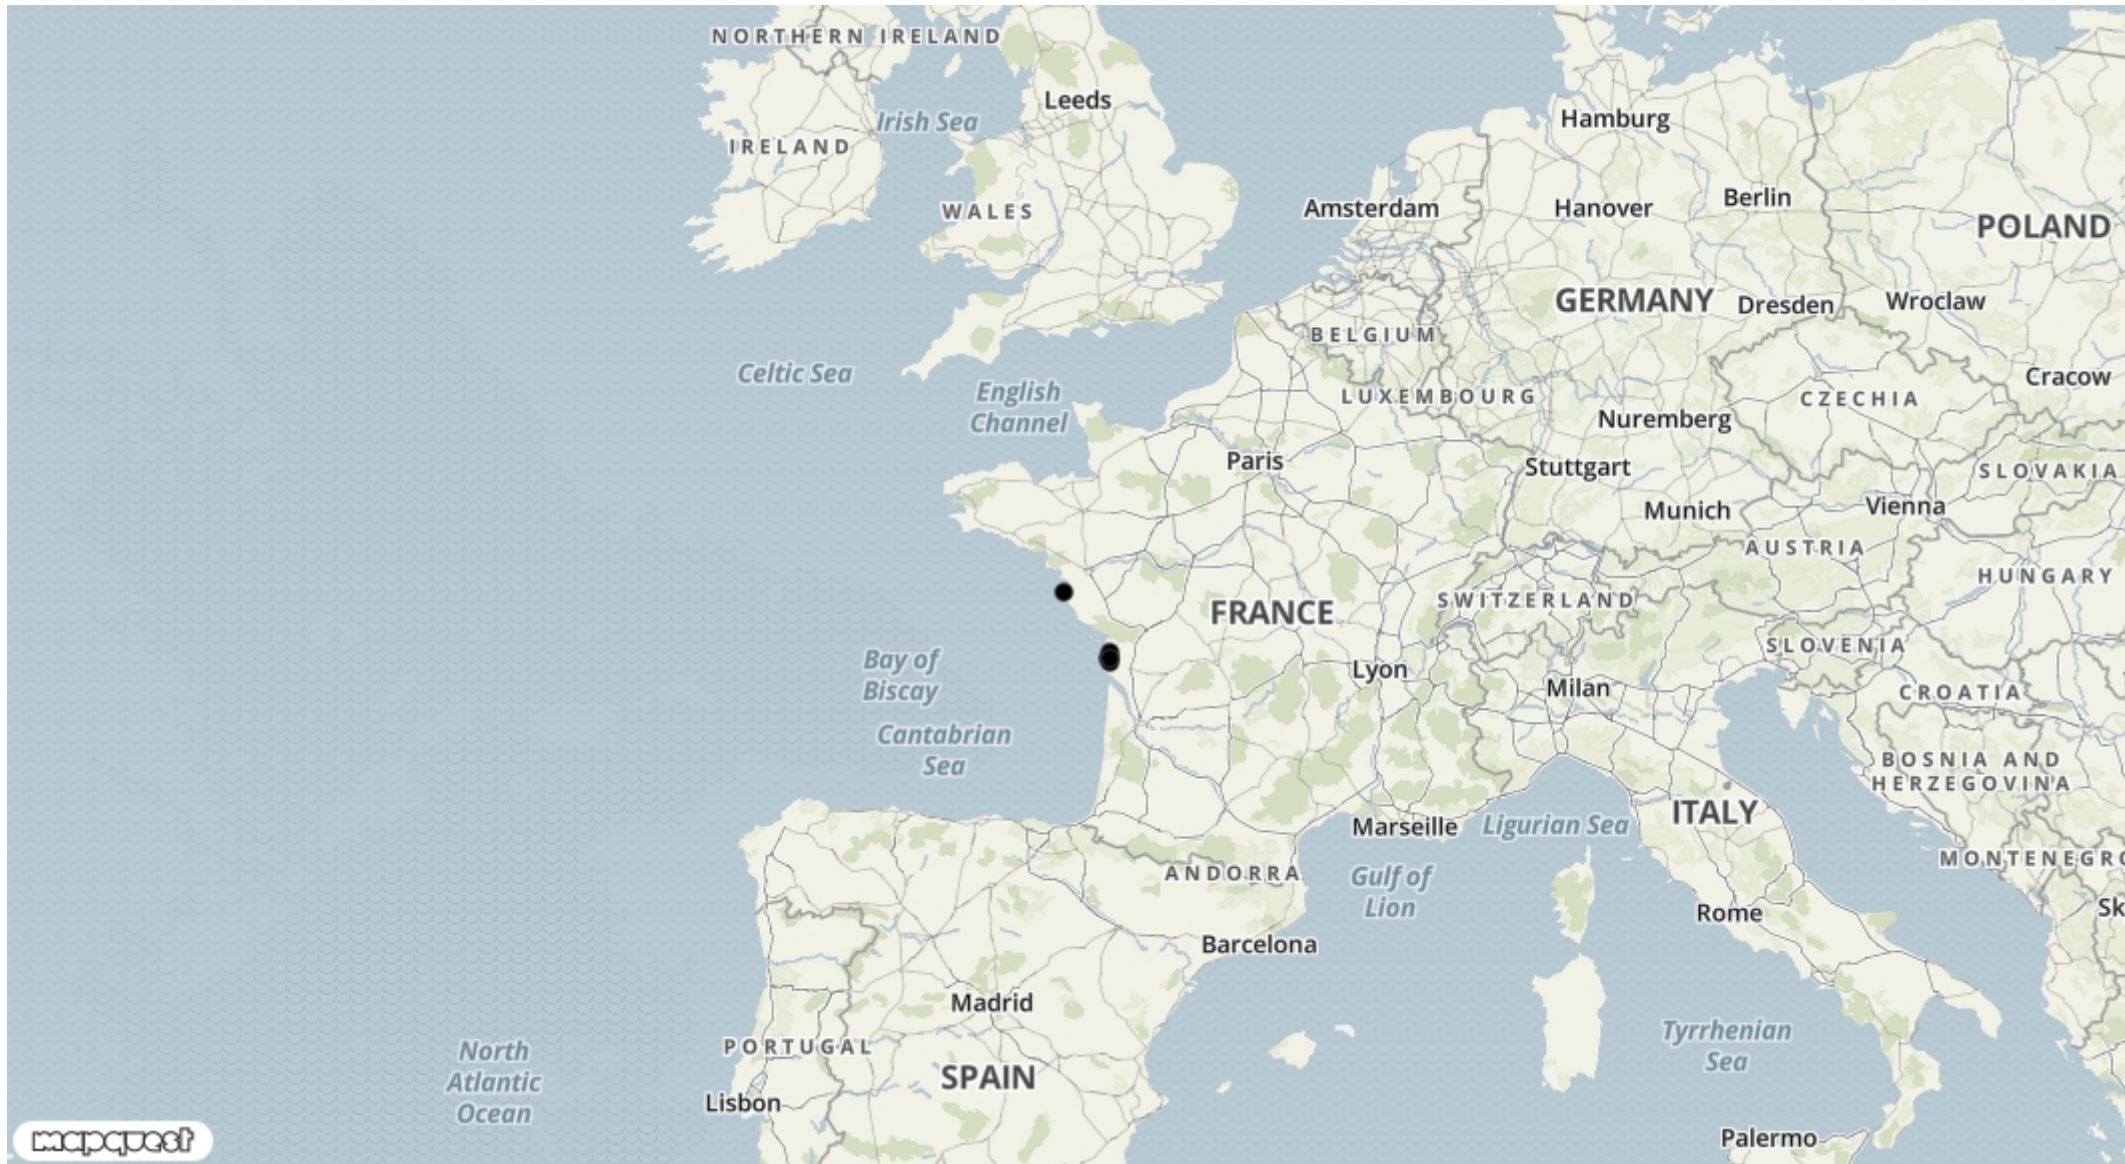 NORTHERN IRELAND
Leeds
Irish Sea
Hamburg
IRELAND
Berlin
Amsterdam
Hanover
WALES
POLAND
GERMANY
Dresden
Wroclaw
BELGIUM
Celtic Sea
Cracow
English
Channel
LUXEMBOURG
CZECHIA
Nuremberg
Paris
Stuttgart
SLOVAKIA
Munich
Vienna
AUSTRIA
HUNGARY
SWITZERLAND
FRANCE
SLOVENIA
Bay of
Biscay
Lyon
Milan
CROATIA
Cantabrian
Sea
BOSNIA AND
HERZEGOVINA
ITALY
Marseille
Ligurian Sea
MONTENEGRO
ANDORRA
Gulf of
Lion
Sk
Rome
Barcelona
Madrid
Tyrrhenian
Sea
PORTUGAL
North
Atlantic
Ocean
SPAIN
Lisbon
Palermo
mapquest